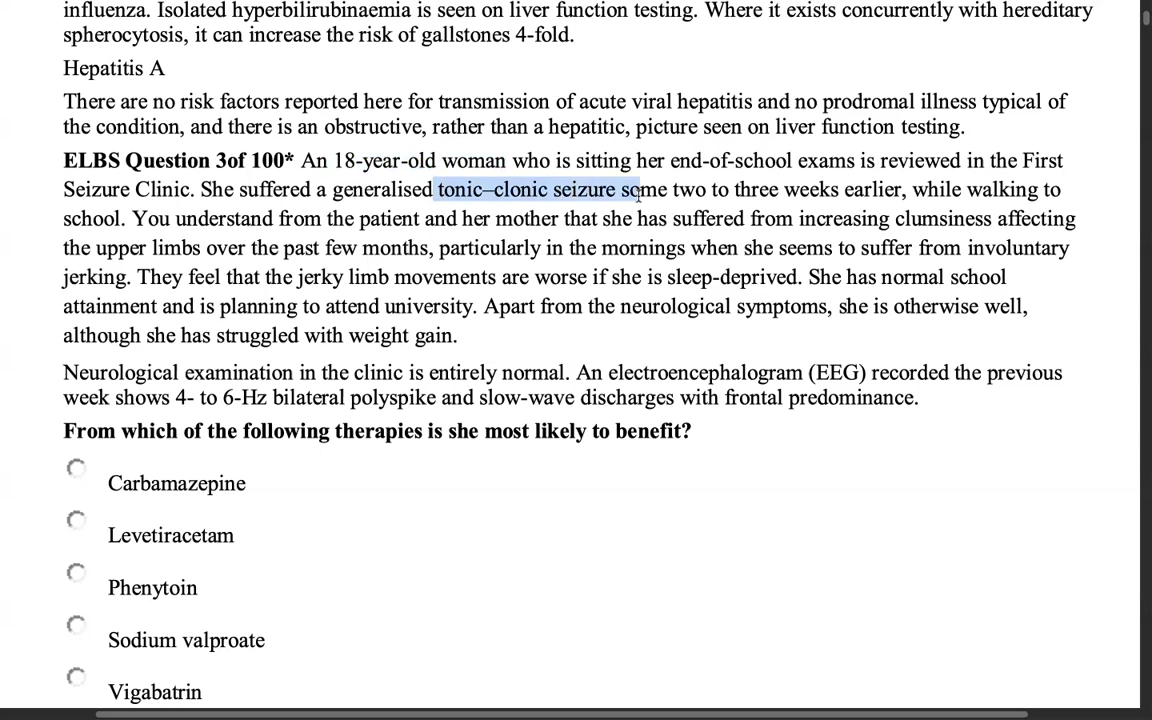 influenza. Isolated hyperbilirubinaemia is seen on liver function testing. Where it exists concurrently with hereditary
spherocytosis, it can increase the risk of gallstones 4-fold.
Hepatitis A
There are no risk factors reported here for transmission of acute viral hepatitis and no prodromal illness typical of
the condition, and there is an obstructive, rather than a hepatitic, picture seen on liver function testing.
ELBS Question 3of 100* An 18-year-old woman who is sitting her end-of-school exams is reviewed in the First
Seizure Clinic. She suffered a generalised tonic–clonic seizure some two to three weeks earlier, while walking to
school. You understand from the patient and her mother that she has suffered from increasing clumsiness affecting
the upper limbs over the past few months, particularly in the mornings when she seems to suffer from involuntary
jerking. They feel that the jerky limb movements are worse if she is sleep-deprived. She has normal school
attainment and is planning to attend university. Apart from the neurological symptoms, she is otherwise well,
although she has struggled with weight gain.
Neurological examination in the clinic is entirely normal. An electroencephalogram (EEG) recorded the previous
week shows 4- to 6-Hz bilateral polyspike and slow-wave discharges with frontal predominance.
From which of the following therapies is she most likely to benefit?
Carbamazepine
Levetiracetam
Phenytoin
Sodium valproate
Vigabatrin